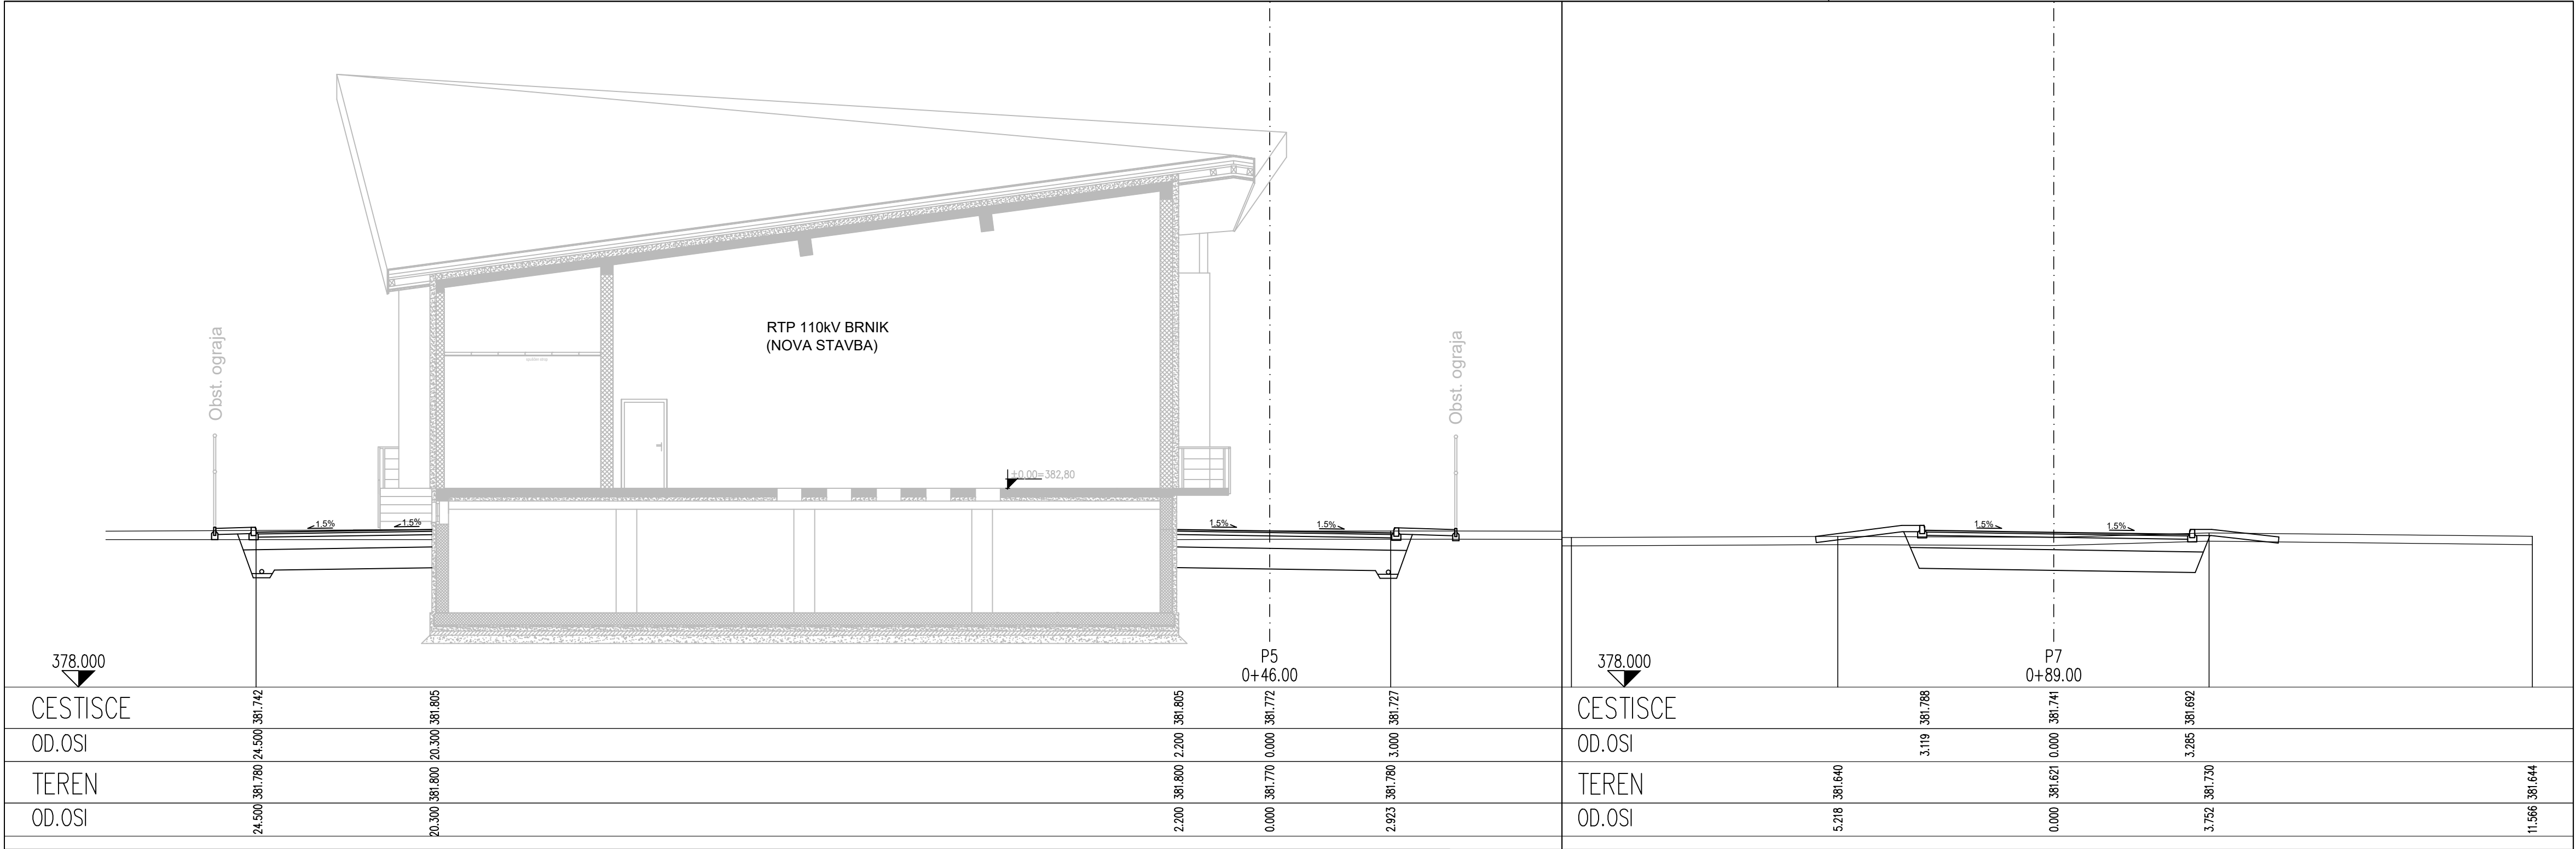 RTP 110kV BRNIK
(NOVA STAVBA)
Obst. ograja
Obst. ograja
±0.00=382,80
1.5%
1.5%
1.5%
1.5%
1.5%
1.5%
378.000
P5
0+46.00
CESTISCE 381.742 381.805 381.805 381.772 381.727
OD.OSI 24.500 20.300 2.200 0.000 3.000
TEREN 381.780 381.800 381.800 381.770 381.780
OD.OSI 24.500 20.300 2.200 0.000 2.923
378.000
P7
0+89.00
CESTISCE 381.788 381.741 381.692
OD.OSI 3.119 0.000 3.285
TEREN 381.640 381.621 381.730 381.644
OD.OSI 5.218 0.000 3.752 11.566